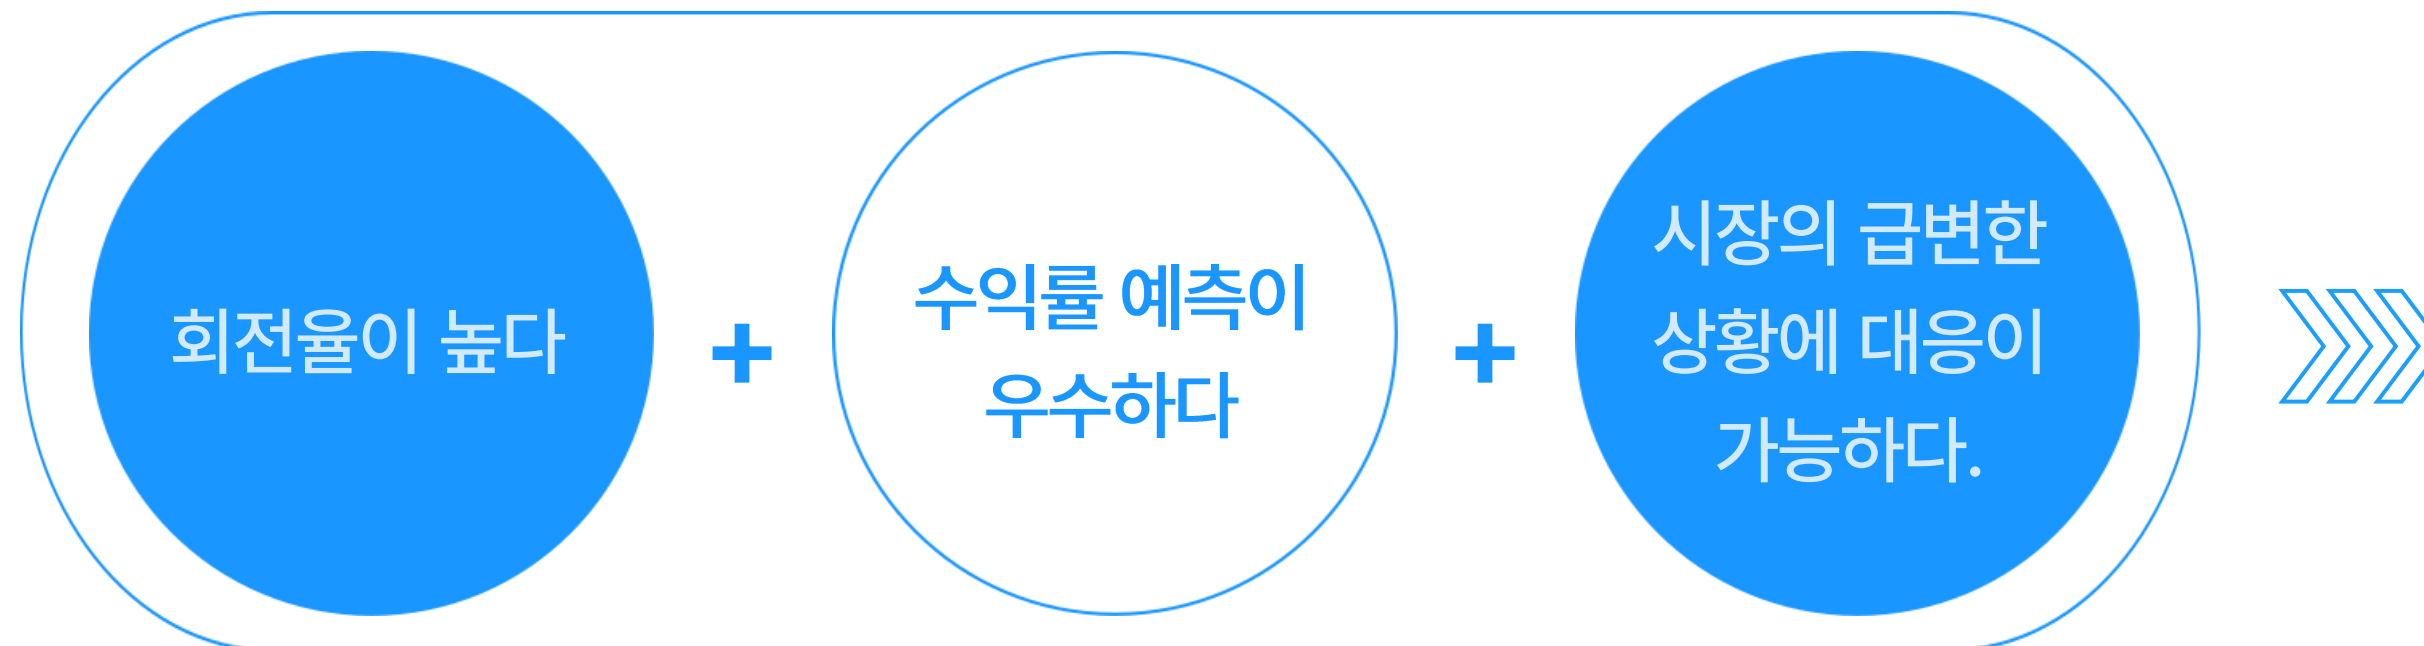 회전율이 높다
+
수익률 예측이
우수하다
+
시장의 급변한
상황에 대응이
가능하다.